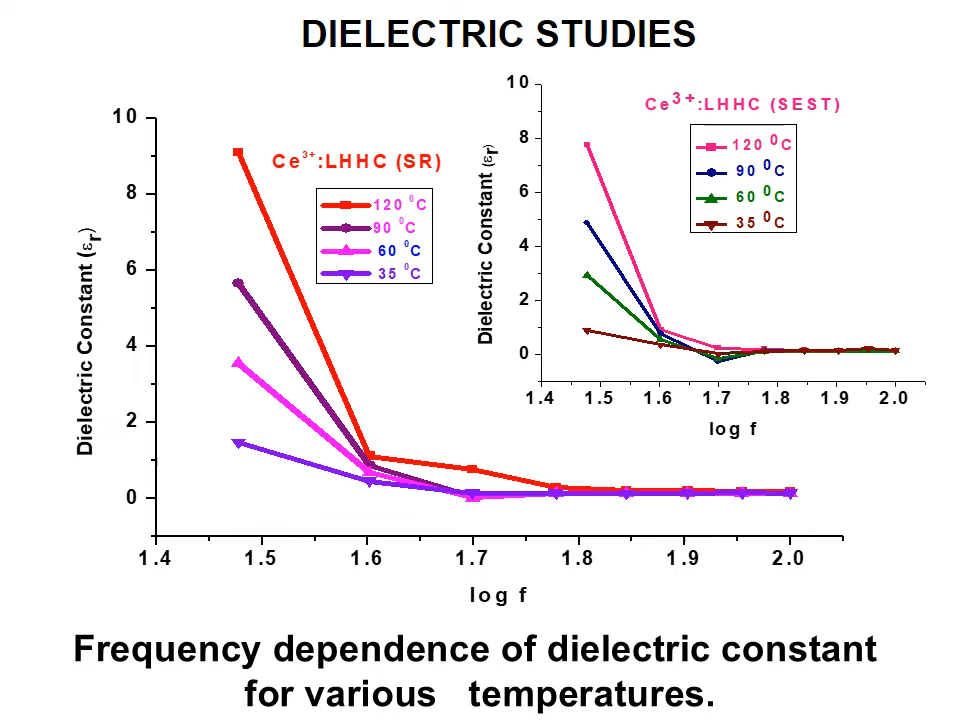 DIELECTRIC STUDIES
10
8
6
4
2
0
Dielectric Constant (εr)
Ce³⁺:LHHC (SR)
120 ⁰C
90 ⁰C
60 ⁰C
35 ⁰C
1.4 1.5 1.6 1.7 1.8 1.9 2.0
log f
10
8
6
4
2
0
Dielectric Constant (εr)
Ce³⁺:LHHC (SEST)
120 ⁰C
90 ⁰C
60 ⁰C
35 ⁰C
1.4 1.5 1.6 1.7 1.8 1.9 2.0
log f
Frequency dependence of dielectric constant
for various temperatures.